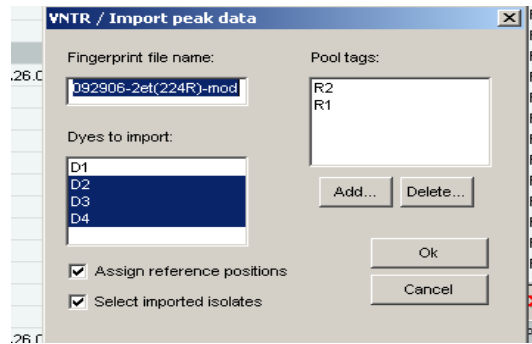 VNTR / Import peak data
Fingerprint file name:
092906-2et(224R)-mod
Dyes to import:
D1
D2
D3
D4
Assign reference positions
Select imported isolates
Pool tags:
R2
R1
Add...
Delete...
Ok
Cancel